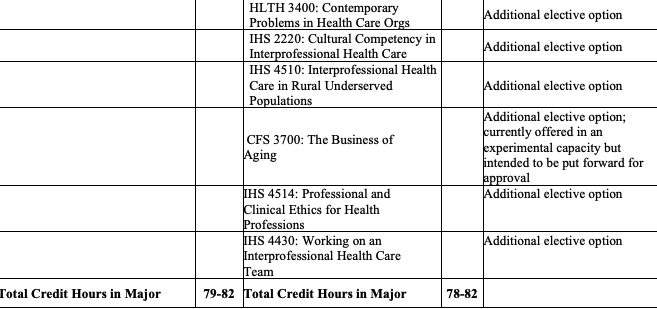 HLTH 3400: Contemporary
Problems in Health Care Orgs
Additional elective option
IHS 2220: Cultural Competency in
Interprofessional Health Care
Additional elective option
IHS 4510: Interprofessional Health
Care in Rural Underserved
Populations
Additional elective option
CFS 3700: The Business of
Aging
Additional elective option;
currently offered in an
experimental capacity but
intended to be put forward for
approval
IHS 4514: Professional and
Clinical Ethics for Health
Professions
Additional elective option
IHS 4430: Working on an
Interprofessional Health Care
Team
Additional elective option
Total Credit Hours in Major 79-82 Total Credit Hours in Major 78-82